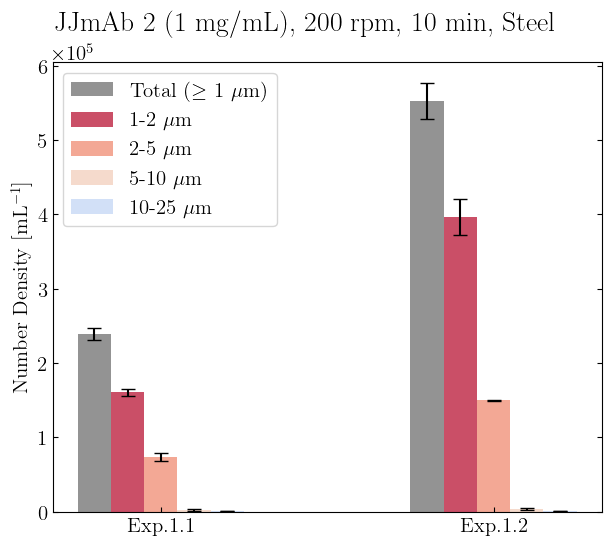 JJmAb 2 (1 mg/mL), 200 rpm, 10 min, Steel
×10⁵
6
5
4
3
2
1
0
Number Density [mL⁻¹]
Total (≥ 1 μm)
1-2 μm
2-5 μm
5-10 μm
10-25 μm
Exp.1.1
Exp.1.2